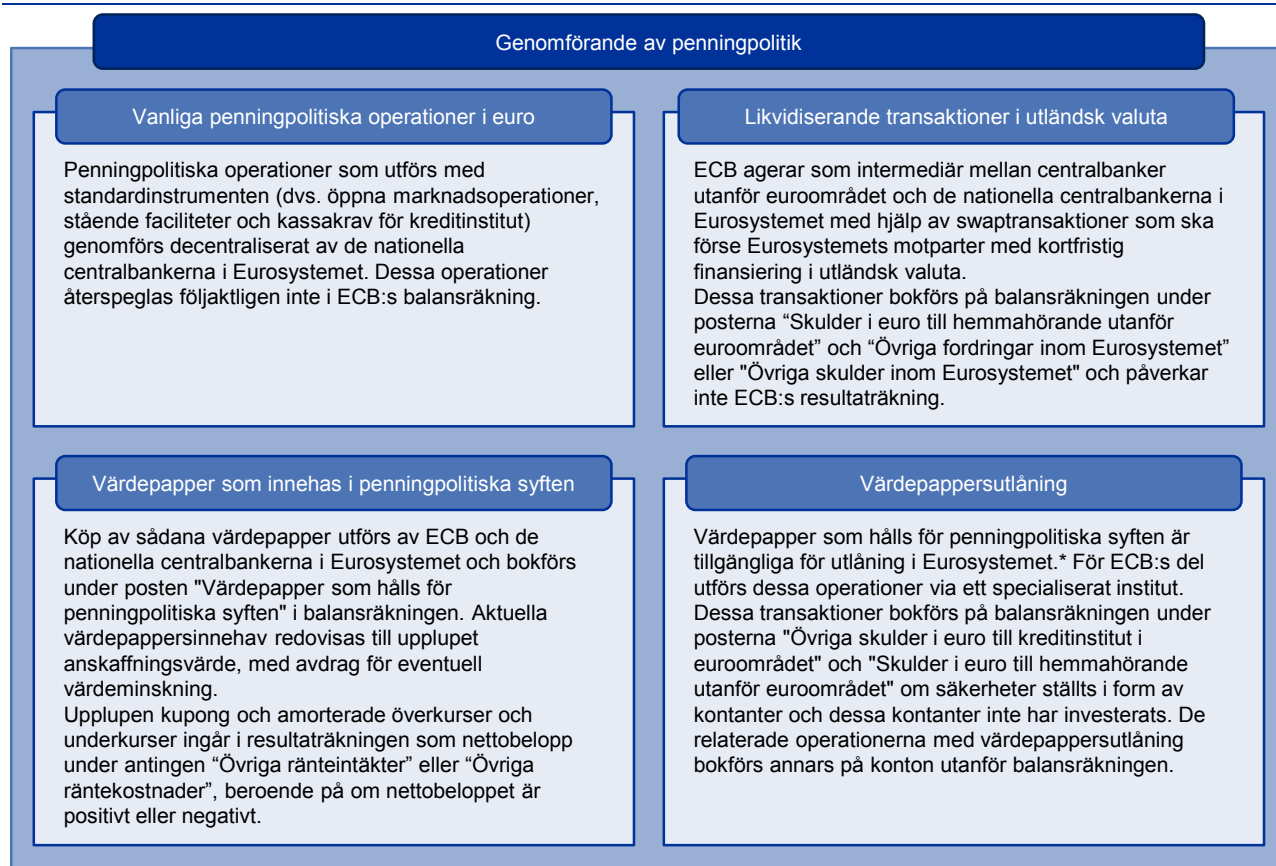 Genomförande av penningpolitik
Vanliga penningpolitiska operationer i euro
Penningpolitiska operationer som utförs med
standardinstrumenten (dvs. öppna marknadsoperationer,
stående faciliteter och kassakrav för kreditinstitut)
genomförs decentraliserat av de nationella
centralbankerna i Eurosystemet. Dessa operationer
återspeglas följaktligen inte i ECB:s balansräkning.
Likvidiserande transaktioner i utländsk valuta
ECB agerar som intermediär mellan centralbanker
utanför euroområdet och de nationella centralbankerna i
Eurosystemet med hjälp av swaptransaktioner som ska
förse Eurosystemets motparter med kortfristig
finansiering i utländsk valuta.
Dessa transaktioner bokförs på balansräkningen under
posterna “Skulder i euro till hemmahörande utanför
euroområdet” och “Övriga fordringar inom Eurosystemet”
eller "Övriga skulder inom Eurosystemet" och påverkar
inte ECB:s resultaträkning.
Värdepapper som innehas i penningpolitiska syften
Köp av sådana värdepapper utförs av ECB och de
nationella centralbankerna i Eurosystemet och bokförs
under posten "Värdepapper som hålls för
penningpolitiska syften" i balansräkningen. Aktuella
värdepappersinnehav redovisas till upplupet
anskaffningsvärde, med avdrag för eventuell
värdeminskning.
Upplupen kupong och amorterade överkurser och
underkurser ingår i resultaträkningen som nettobelopp
under antingen “Övriga ränteintäkter” eller “Övriga
räntekostnader”, beroende på om nettobeloppet är
positivt eller negativt.
Värdepappersutlåning
Värdepapper som hålls för penningpolitiska syften är
tillgängliga för utlåning i Eurosystemet.* För ECB:s del
utförs dessa operationer via ett specialiserat institut.
Dessa transaktioner bokförs på balansräkningen under
posterna "Övriga skulder i euro till kreditinstitut i
euroområdet" och "Skulder i euro till hemmahörande
utanför euroområdet" om säkerheter ställts i form av
kontanter och dessa kontanter inte har investerats. De
relaterade operationerna med värdepappersutlåning
bokförs annars på konton utanför balansräkningen.